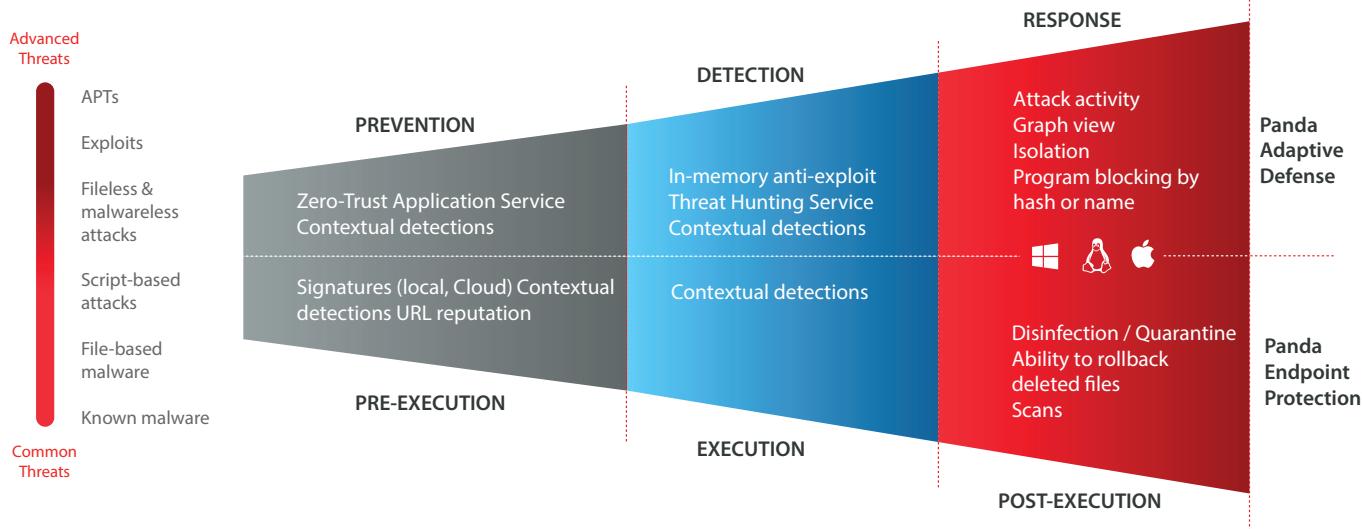 Advanced
Threats
APTs
Exploits
Fileless &
malwareless
attacks
Script-based
attacks
File-based
malware
Known malware
Common
Threats
PREVENTION
Zero-Trust Application Service
Contextual detections
Signatures (local, Cloud) Contextual
detections URL reputation
PRE-EXECUTION
DETECTION
In-memory anti-exploit
Threat Hunting Service
Contextual detections
Contextual detections
EXECUTION
RESPONSE
Attack activity
Graph view
Isolation
Program blocking by
hash or name
Disinfection / Quarantine
Ability to rollback
deleted files
Scans
POST-EXECUTION
Panda
Adaptive
Defense
Panda
Endpoint
Protection